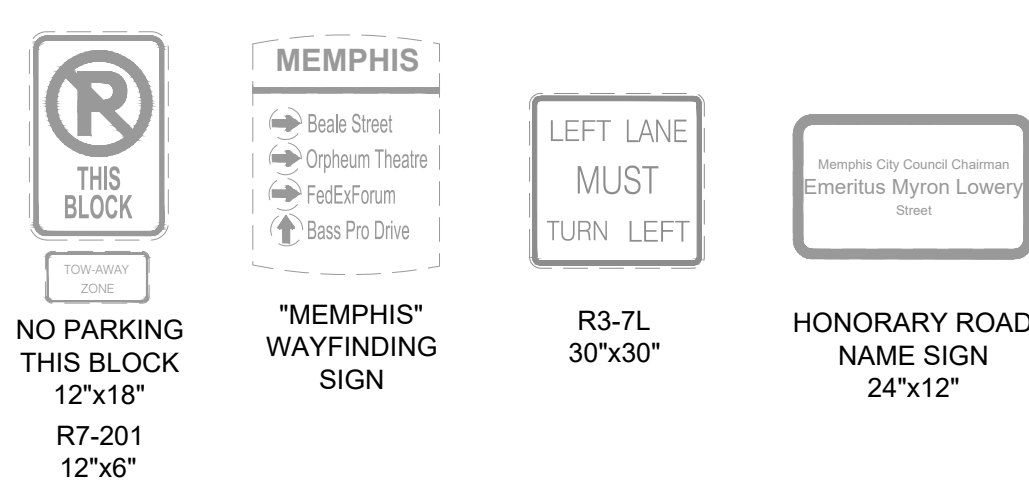 P
THIS
BLOCK
TOW-AWAY
ZONE
NO PARKING
THIS BLOCK
12"x18"
R7-201
12"x6"
MEMPHIS
Beale Street
Orpheum Theatre
FedExForum
Bass Pro Drive
"MEMPHIS"
WAYFINDING
SIGN
LEFT LANE
MUST
TURN LEFT
R3-7L
30"x30"
Memphis City Council Chairman
Emeritus Myron Lowery
Street
HONORARY ROAD
NAME SIGN
24"x12"